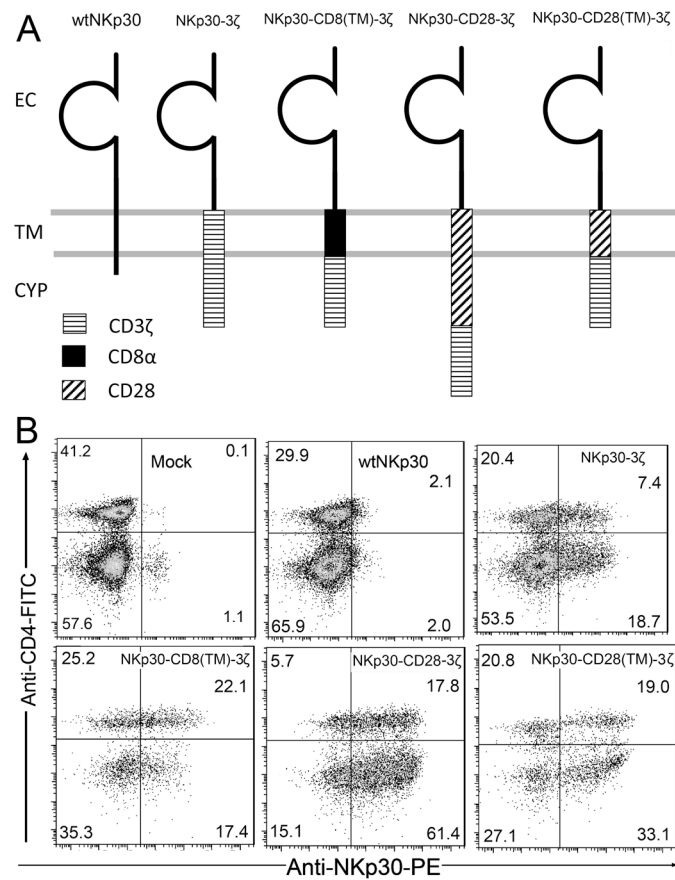 A
wtNKp30 NKp30-3ζ NKp30-CD8(TM)-3ζ NKp30-CD28-3ζ NKp30-CD28(TM)-3ζ
EC
TM
CYP
CD3ζ
CD8α
CD28
B
41.2 Mock 0.1
57.6 1.1
29.9 wtNKp30 2.1
65.9 2.0
20.4 NKp30-3ζ 7.4
53.5 18.7
25.2 NKp30-CD8(TM)-3ζ 22.1
35.3 17.4
5.7 NKp30-CD28-3ζ 17.8
15.1 61.4
20.8 NKp30-CD28(TM)-3ζ 19.0
27.1 33.1
Anti-CD4-FITC
Anti-NKp30-PE